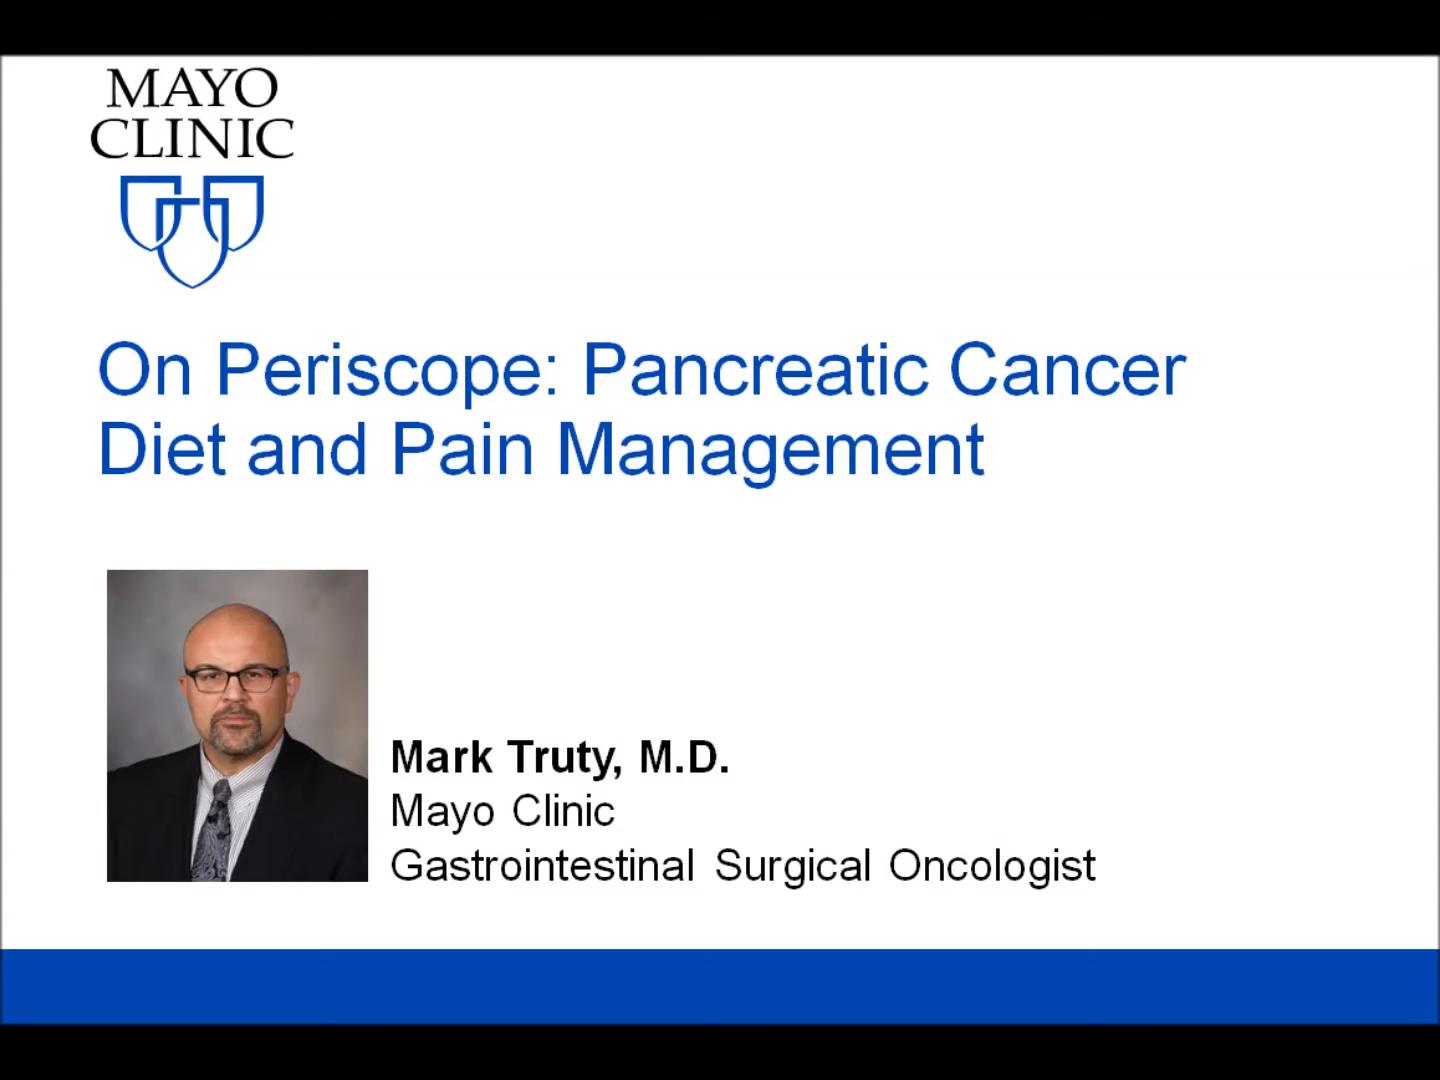 MAYO
CLINIC
On Periscope: Pancreatic Cancer
Diet and Pain Management
Mark Truty, M.D.
Mayo Clinic
Gastrointestinal Surgical Oncologist